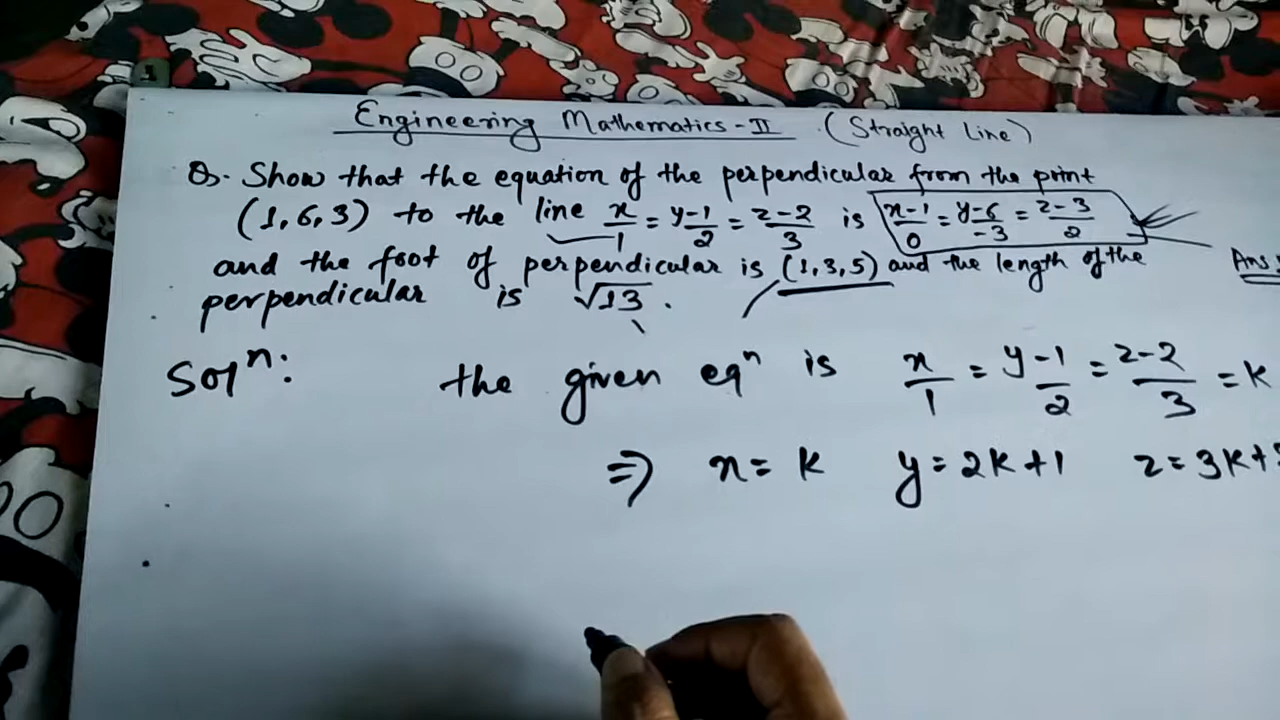 Engineering Mathematics-II (Straight Line)
Q. Show that the equation of the perpendicular from the point
(1,6,3) to the line x/1 = y-1/2 = z-2/3 is x-1/0 = y-6/-3 = z-3/2
and the foot of perpendicular is (1,3,5) and the length of the Ans
perpendicular is √13.
Solⁿ: the given eqⁿ is x/1 = y-1/2 = z-2/3 = k
⇒ x = k y = 2k+1 z = 3k+